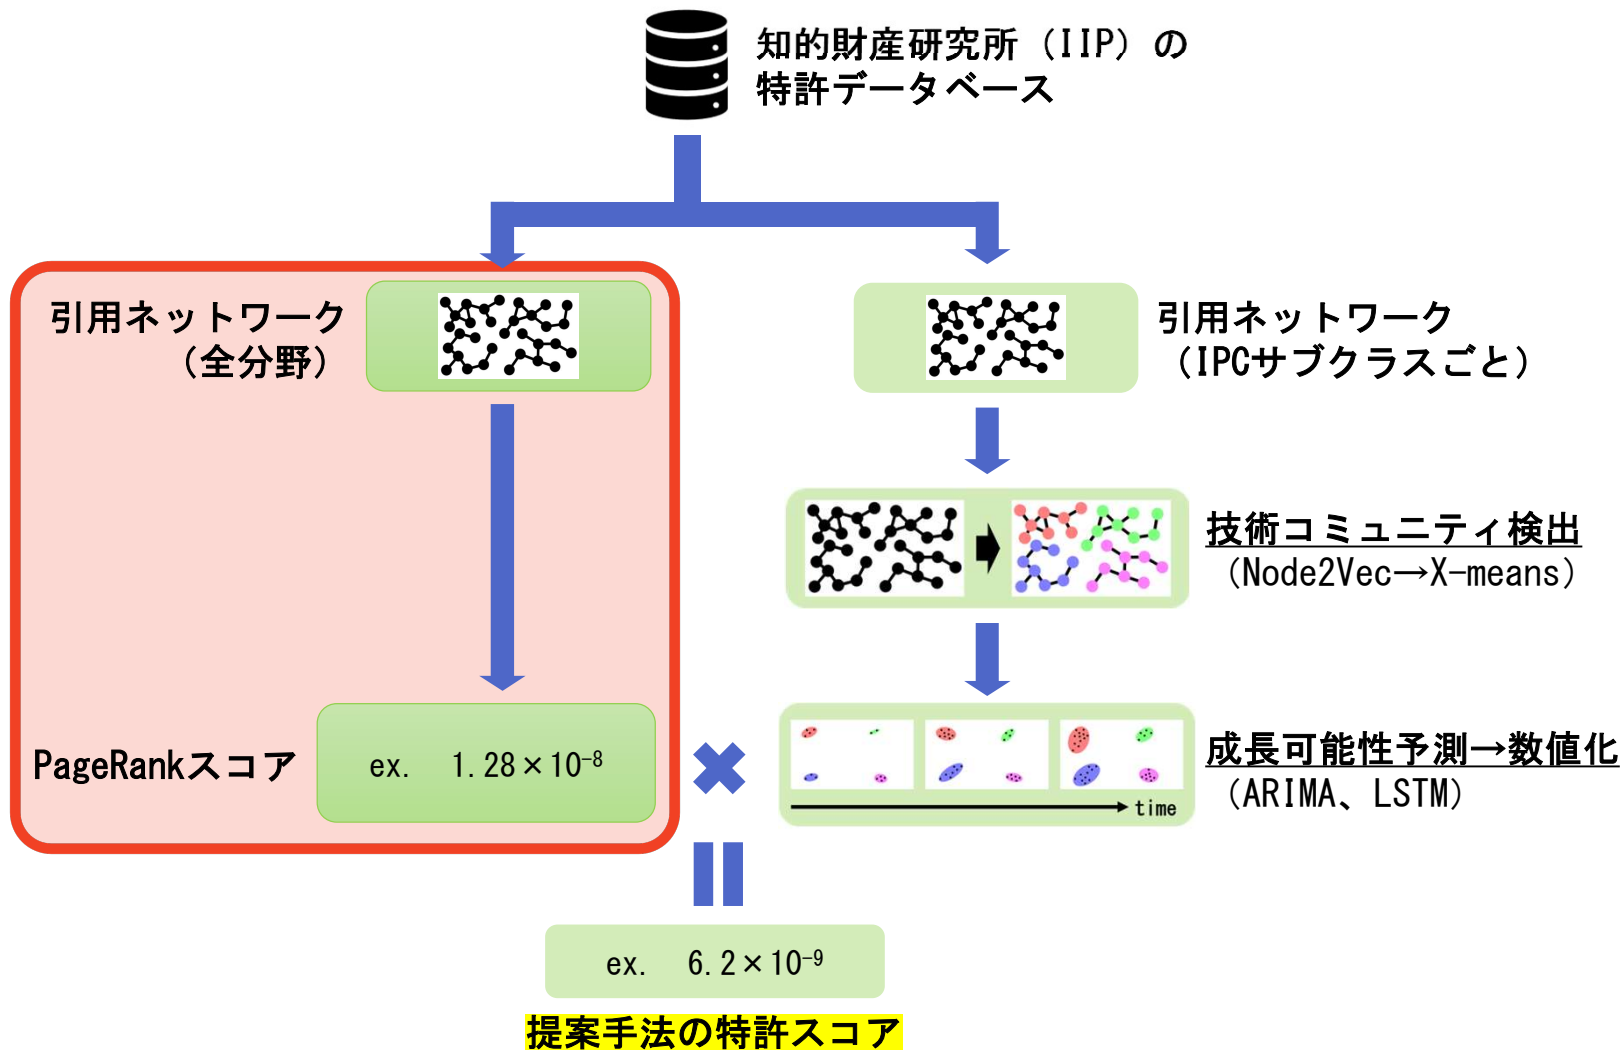 知的財産研究所（IIP）の
特許データベース
引用ネットワーク
（全分野）
引用ネットワーク
（IPCサブクラスごと）
技術コミュニティ検出
（Node2Vec→X-means）
PageRankスコア
ex. 1.28×10⁻⁸
成長可能性予測→数値化
（ARIMA、LSTM）
time
ex. 6.2×10⁻⁹
提案手法の特許スコア